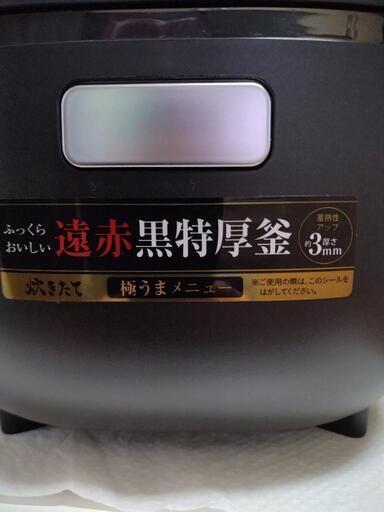 ふっくら
おいしい
遠赤黒特厚釜
蓄熱性
アップ
約3mm
厚さ
炊きたて
極うまメニュー
※ご使用の際は、このシールを
はがしてください。